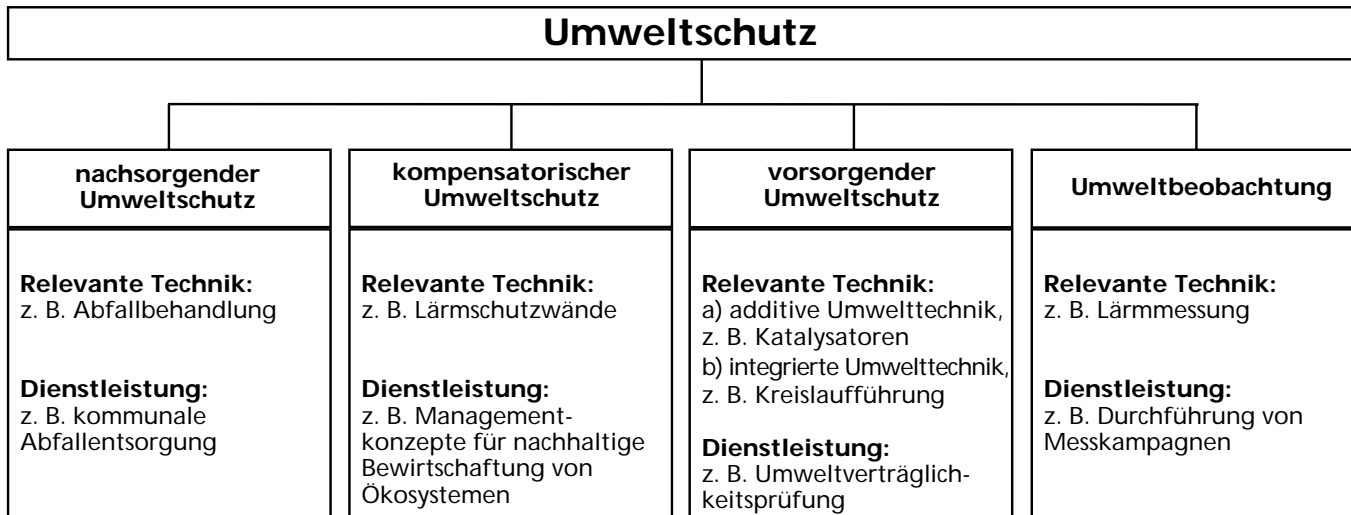 Umweltschutz
nachsorgender
Umweltschutz
Relevante Technik:
z. B. Abfallbehandlung
Dienstleistung:
z. B. kommunale
Abfallentsorgung
kompensatorischer
Umweltschutz
Relevante Technik:
z. B. Lärmschutzwände
Dienstleistung:
z. B. Management-
konzepte für nachhaltige
Bewirtschaftung von
Ökosystemen
vorsorgender
Umweltschutz
Relevante Technik:
a) additive Umwelttechnik,
z. B. Katalysatoren
b) integrierte Umwelttechnik,
z. B. Kreislaufführung
Dienstleistung:
z. B. Umweltverträglich-
keitsprüfung
Umweltbeobachtung
Relevante Technik:
z. B. Lärmmessung
Dienstleistung:
z. B. Durchführung von
Messkampagnen